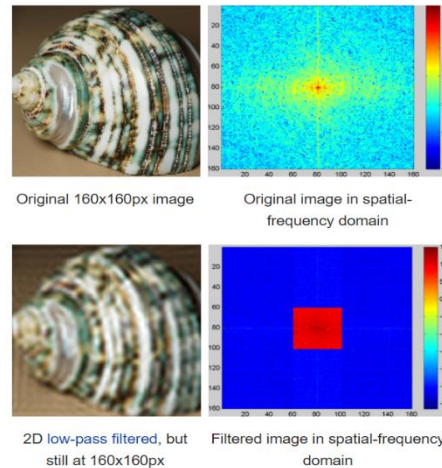 20
40
60
80
100
120
140
160
20 40 60 80 100 120 140 160
Original 160x160px image
Original image in spatial-
frequency domain
20
40
60
80
100
120
140
160
20 40 60 80 100 120 140 160
2D low-pass filtered, but
still at 160x160px
Filtered image in spatial-frequency
domain